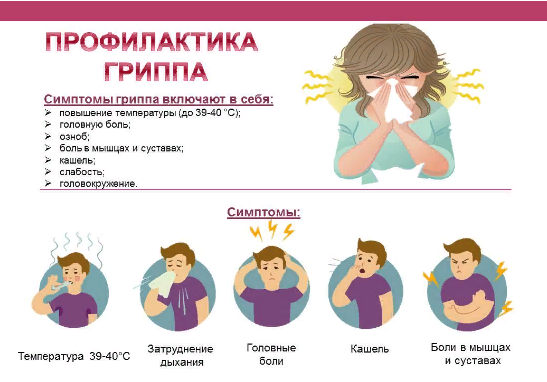 ПРОФИЛАКТИКА
ГРИППА
Симптомы гриппа включают в себя:
➢ повышение температуры (до 39-40 °С);
➢ головную боль;
➢ озноб;
➢ боль в мышцах и суставах;
➢ кашель;
➢ слабость;
➢ головокружение.
Симптомы:
Температура 39-40°С
Затруднение
дыхания
Головные
боли
Кашель
Боли в мышцах
и суставах